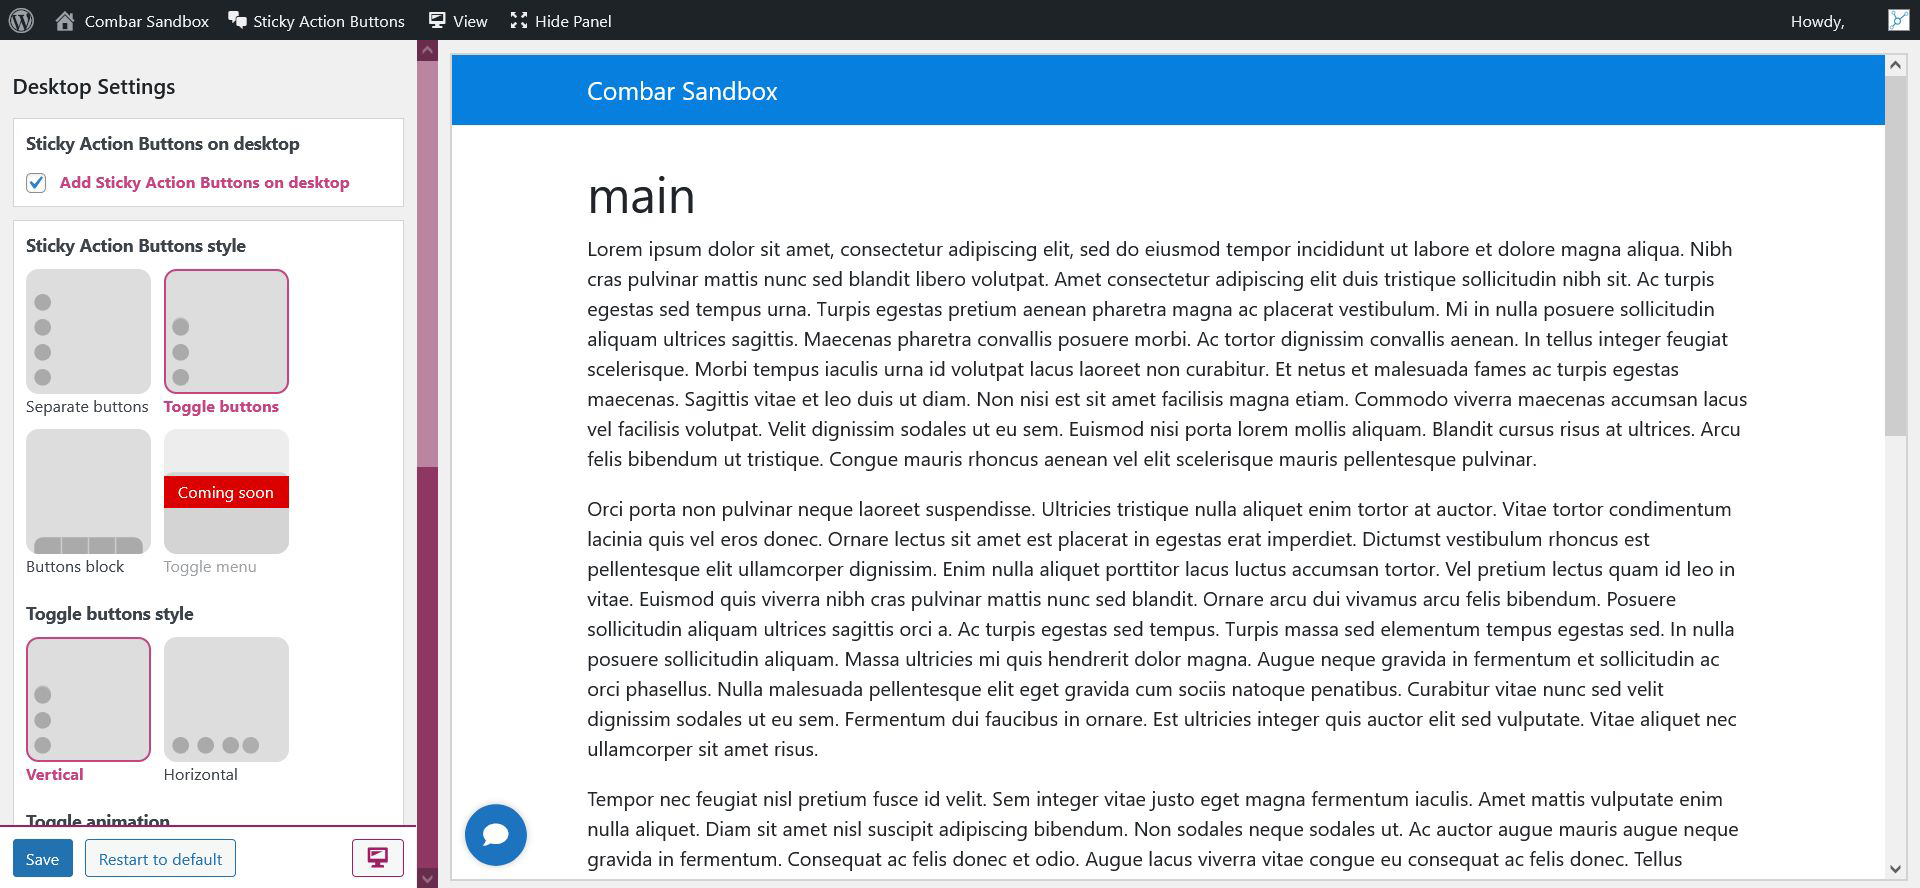 Combar Sandbox
Sticky Action Buttons
View
Hide Panel
Howdy,
Desktop Settings
Sticky Action Buttons on desktop
Add Sticky Action Buttons on desktop
Sticky Action Buttons style
Separate buttons
Toggle buttons
Coming soon
Buttons block
Toggle menu
Toggle buttons style
Vertical
Horizontal
Toggle animation
Save
Restart to default
Combar Sandbox
main
Lorem ipsum dolor sit amet, consectetur adipiscing elit, sed do eiusmod tempor incididunt ut labore et dolore magna aliqua. Nibh
cras pulvinar mattis nunc sed blandit libero volutpat. Amet consectetur adipiscing elit duis tristique sollicitudin nibh sit. Ac turpis
egestas sed tempus urna. Turpis egestas pretium aenean pharetra magna ac placerat vestibulum. Mi in nulla posuere sollicitudin
aliquam ultrices sagittis. Maecenas pharetra convallis posuere morbi. Ac tortor dignissim convallis aenean. In tellus integer feugiat
scelerisque. Morbi tempus iaculis urna id volutpat lacus laoreet non curabitur. Et netus et malesuada fames ac turpis egestas
maecenas. Sagittis vitae et leo duis ut diam. Non nisi est sit amet facilisis magna etiam. Commodo viverra maecenas accumsan lacus
vel facilisis volutpat. Velit dignissim sodales ut eu sem. Euismod nisi porta lorem mollis aliquam. Blandit cursus risus at ultrices. Arcu
felis bibendum ut tristique. Congue mauris rhoncus aenean vel elit scelerisque mauris pellentesque pulvinar.
Orci porta non pulvinar neque laoreet suspendisse. Ultricies tristique nulla aliquet enim tortor at auctor. Vitae tortor condimentum
lacinia quis vel eros donec. Ornare lectus sit amet est placerat in egestas erat imperdiet. Dictumst vestibulum rhoncus est
pellentesque elit ullamcorper dignissim. Enim nulla aliquet porttitor lacus luctus accumsan tortor. Vel pretium lectus quam id leo in
vitae. Euismod quis viverra nibh cras pulvinar mattis nunc sed blandit. Ornare arcu dui vivamus arcu felis bibendum. Posuere
sollicitudin aliquam ultrices sagittis orci a. Ac turpis egestas sed tempus. Turpis massa sed elementum tempus egestas sed. In nulla
posuere sollicitudin aliquam. Massa ultricies mi quis hendrerit dolor magna. Augue neque gravida in fermentum et sollicitudin ac
orci phasellus. Nulla malesuada pellentesque elit eget gravida cum sociis natoque penatibus. Curabitur vitae nunc sed velit
dignissim sodales ut eu sem. Fermentum dui faucibus in ornare. Est ultricies integer quis auctor elit sed vulputate. Vitae aliquet nec
ullamcorper sit amet risus.
Tempor nec feugiat nisl pretium fusce id velit. Sem integer vitae justo eget magna fermentum iaculis. Amet mattis vulputate enim
nulla aliquet. Diam sit amet nisl suscipit adipiscing bibendum. Non sodales neque sodales ut. Ac auctor augue mauris augue neque
gravida in fermentum. Consequat ac felis donec et odio. Augue lacus viverra vitae congue eu consequat ac felis donec. Tellus